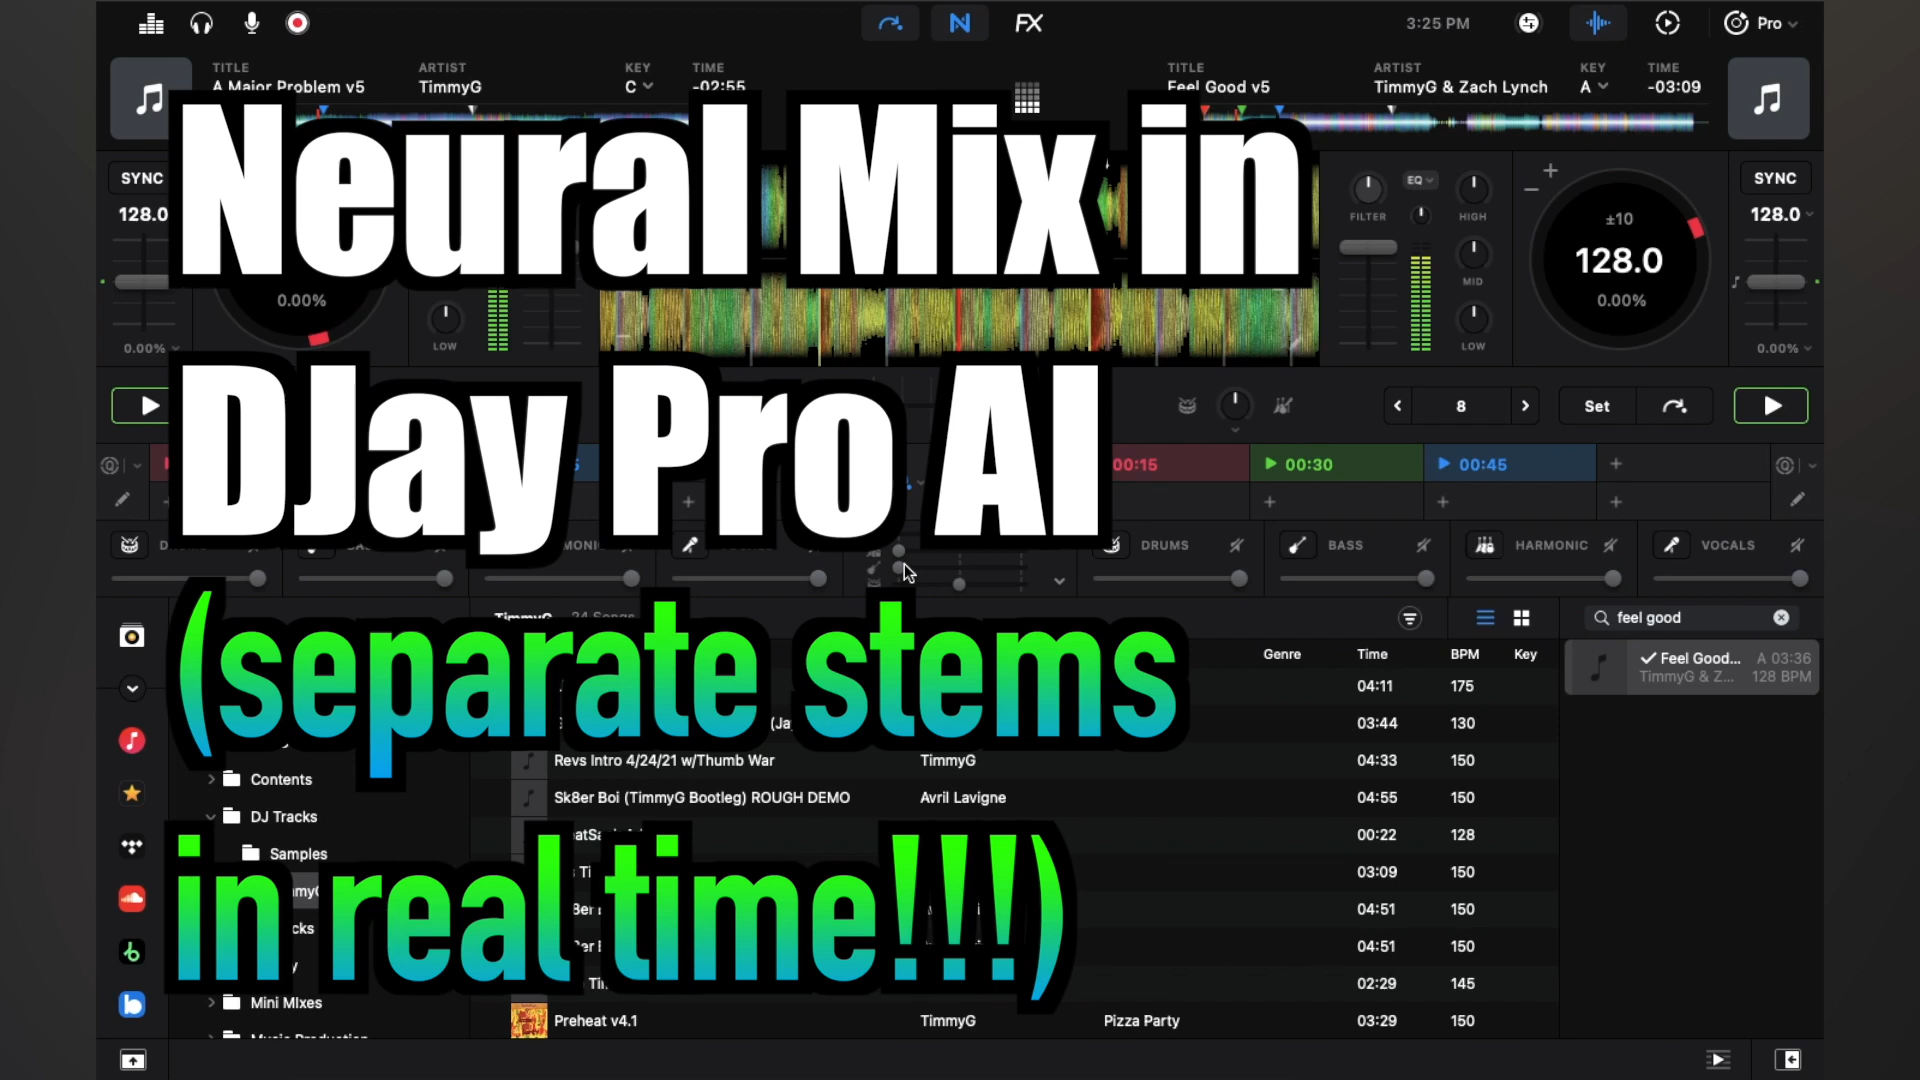 FX
3:25 PM
Pro
TITLE
ARTIST
KEY
TIME
A Major Problem v5
TimmyG
C
-02:55
TITLE
ARTIST
KEY
TIME
Feel Good v5
TimmyG & Zach Lynch
A
-03:09
Neural Mix in
DJay Pro AI
(separate stems
in real time!!!)
SYNC
128.0
0.00%
0.00%
LOW
FILTER
EQ
HIGH
MID
LOW
±10
128.0
0.00%
SYNC
128.0
0.00%
8
Set
00:15
00:30
00:45
DRUMS
BASS
HARMONIC
VOCALS
TimmyG 24 Songs
feel good
Genre
Time
BPM
Key
Feel Good... A 03:36
TimmyG & Z... 128 BPM
04:11 175
03:44 130
Revs Intro 4/24/21 w/Thumb War TimmyG 04:33 150
Sk8er Boi (TimmyG Bootleg) ROUGH DEMO Avril Lavigne 04:55 150
00:22 128
03:09 150
04:51 150
04:51 150
02:29 145
Preheat v4.1 TimmyG Pizza Party 03:29 150
Contents
DJ Tracks
Samples
Mini MIxes
Music Production